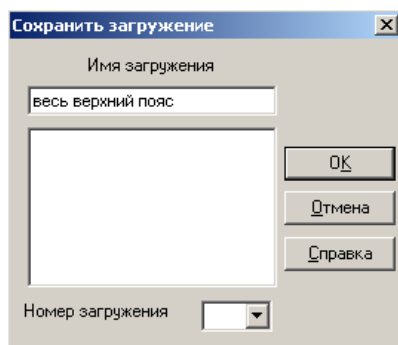 Сохранить загружение
Имя загружения
весь верхний пояс
OK
Отмена
Справка
Номер загружения